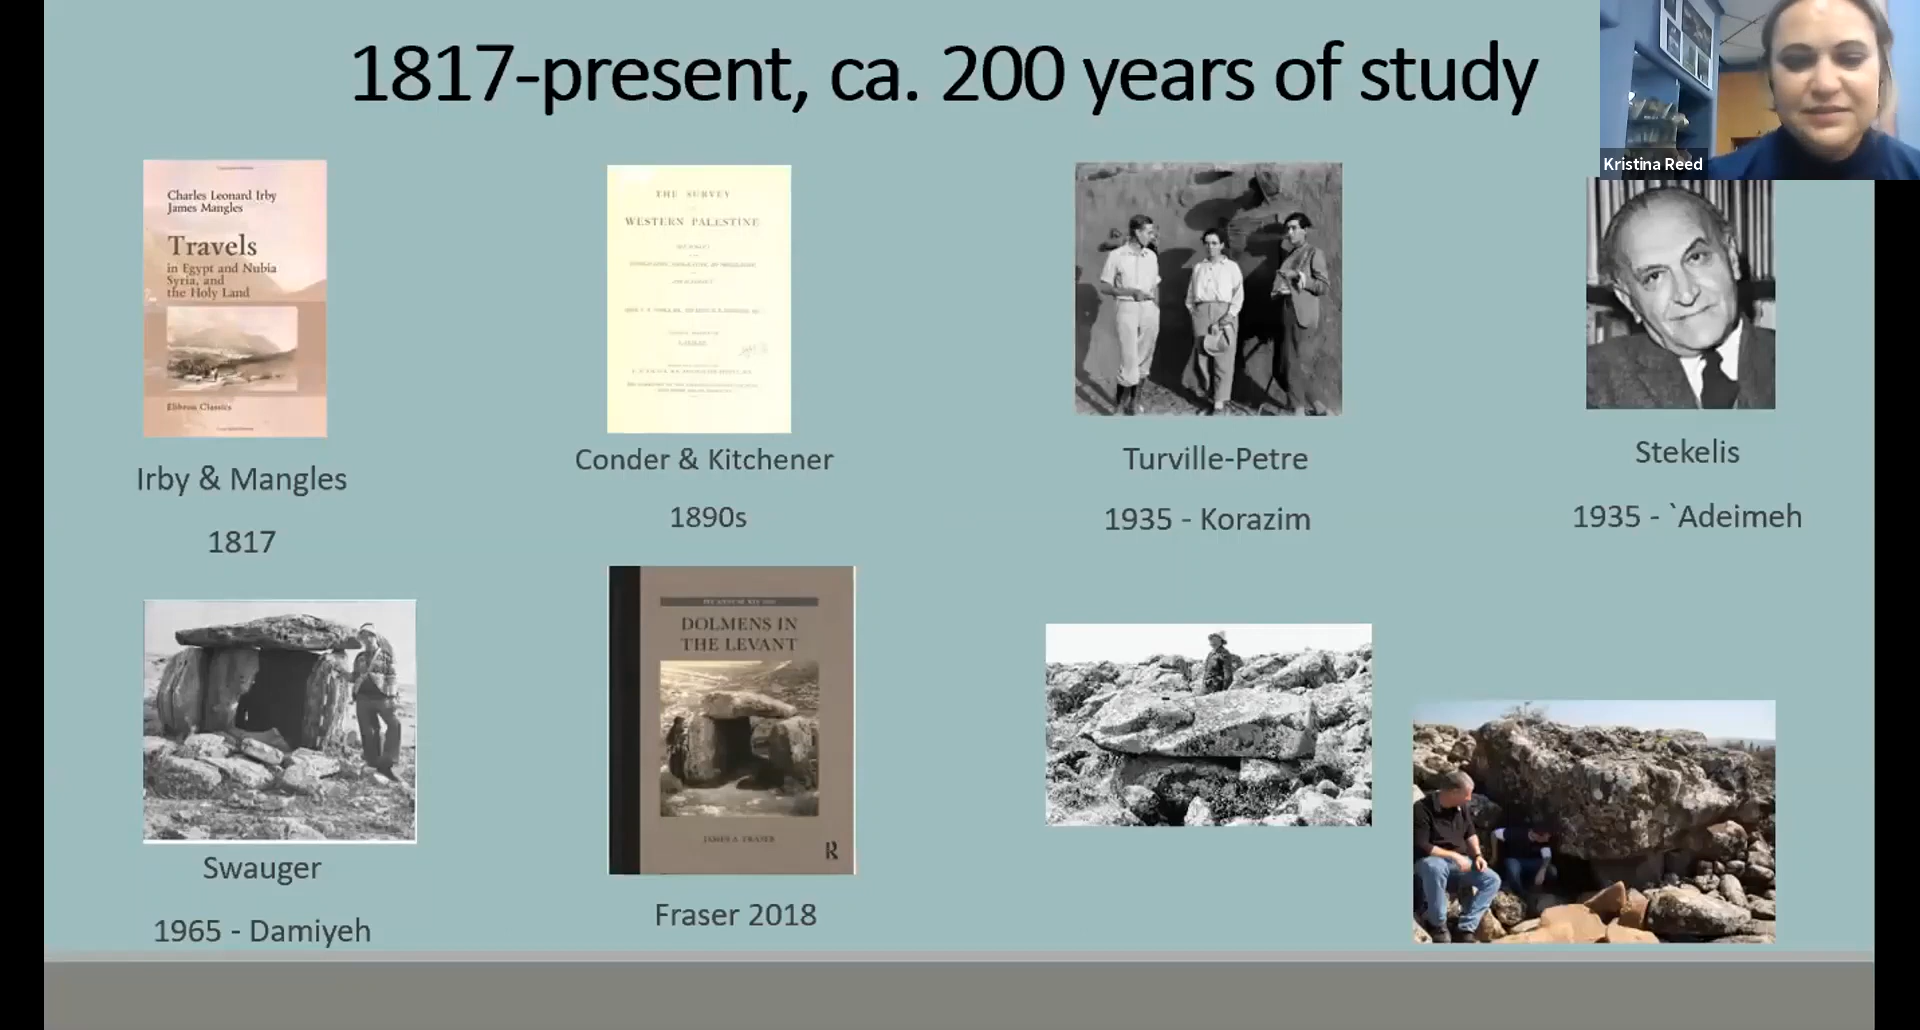 1817-present, ca. 200 years of study
Kristina Reed
Charles Leonard Irby
James Mangles
Travels
in Egypt and Nubia
Syria, and
the Holy Land
Elibron Classics
Irby & Mangles
1817
THE SURVEY
WESTERN PALESTINE
Conder & Kitchener
1890s
Turville-Petre
1935 - Korazim
Stekelis
1935 - `Adeimeh
Swauger
1965 - Damiyeh
DOLMENS IN
THE LEVANT
JAMES A. FRASER
R
Fraser 2018